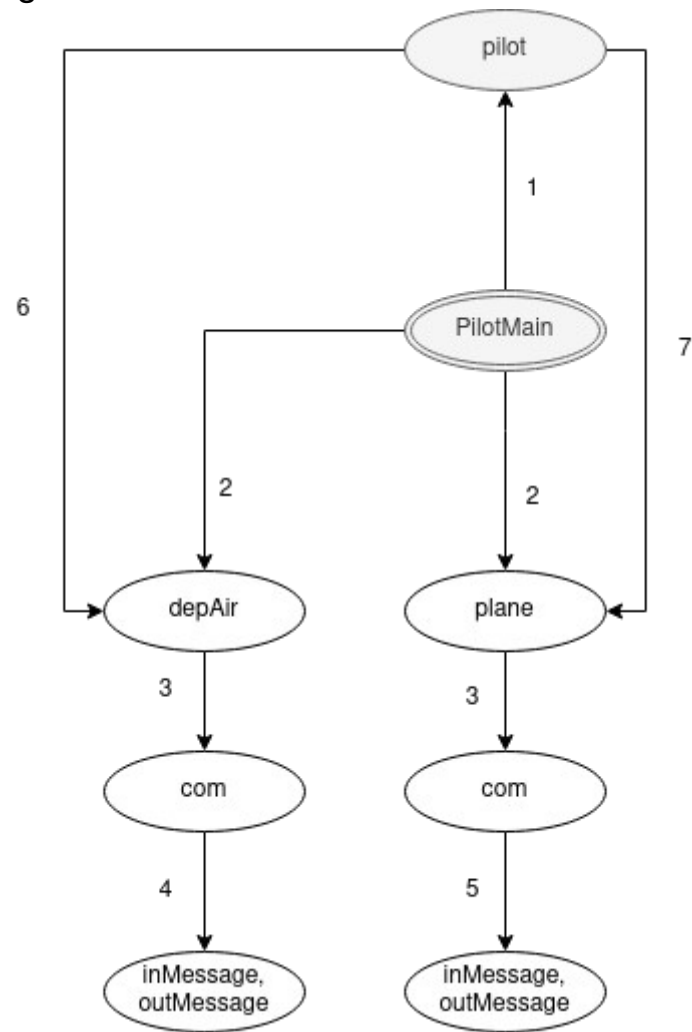 g
pilot
1
6
PilotMain
7
2
2
depAir
plane
3
3
com
com
4
5
inMessage,
outMessage
inMessage,
outMessage